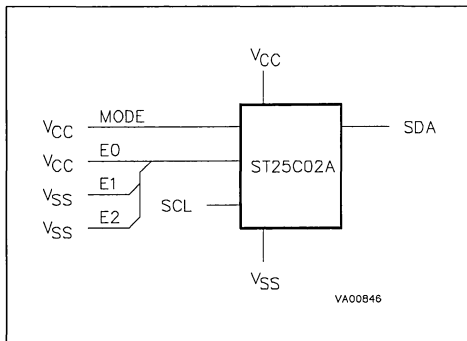 VCC
VCC MODE
VCC E0
VSS E1
VSS E2
SCL
ST25C02A
SDA
VSS
VA00846